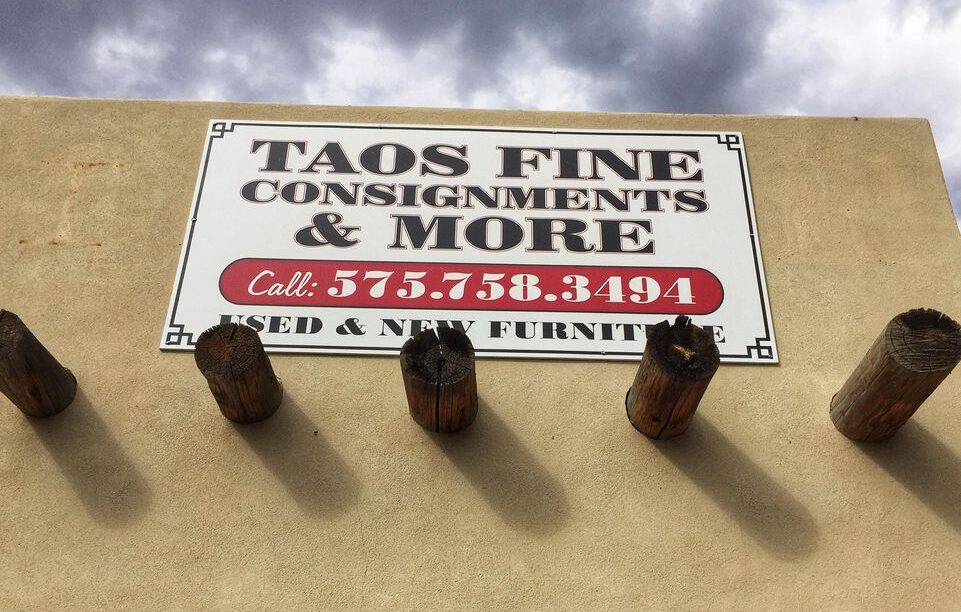 TAOS FINE
CONSIGNMENTS
& MORE
Call: 575.758.3494
USED & NEW FURNITURE